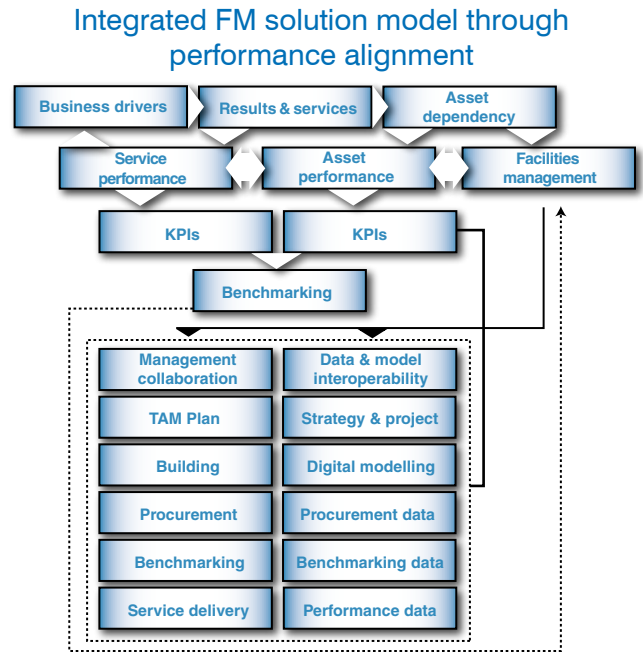 Integrated FM solution model through
performance alignment
Business drivers
Results & services
Asset
dependency
Service
performance
Asset
performance
Facilities
management
KPIs
KPIs
Benchmarking
Management
collaboration
Data & model
interoperability
TAM Plan
Strategy & project
Building
Digital modelling
Procurement
Procurement data
Benchmarking
Benchmarking data
Service delivery
Performance data